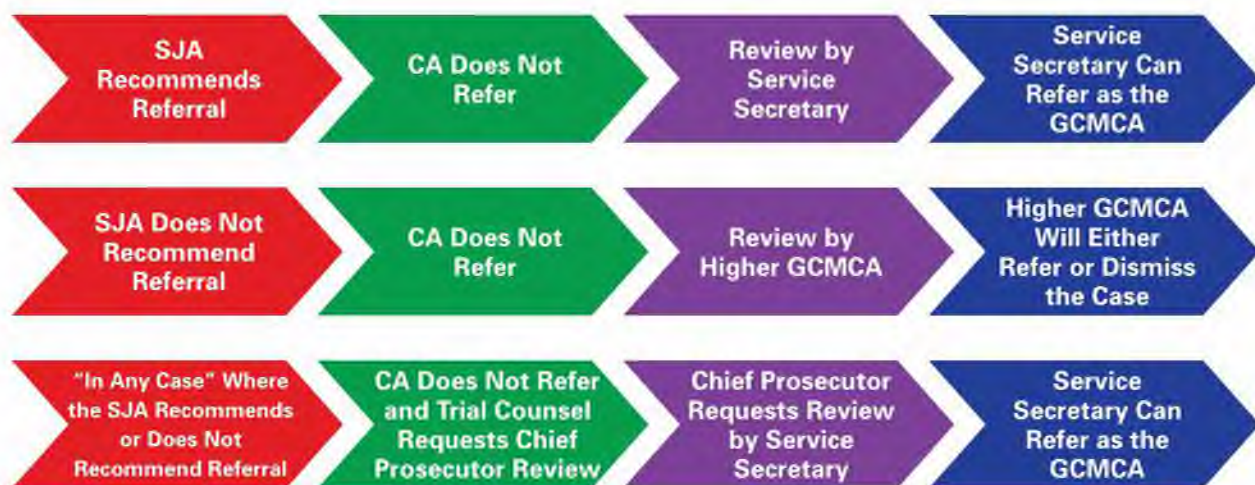 SJA
Recommends
Referral
CA Does Not
Refer
Review by
Service
Secretary
Service
Secretary Can
Refer as the
GCMCA
SJA Does Not
Recommend
Referral
CA Does Not
Refer
Review by
Higher GCMCA
Higher GCMCA
Will Either
Refer or Dismiss
the Case
"In Any Case" Where
the SJA Recommends
or Does Not
Recommend Referral
CA Does Not Refer
and Trial Counsel
Requests Chief
Prosecutor Review
Chief Prosecutor
Requests Review
by Service
Secretary
Service
Secretary Can
Refer as the
GCMCA